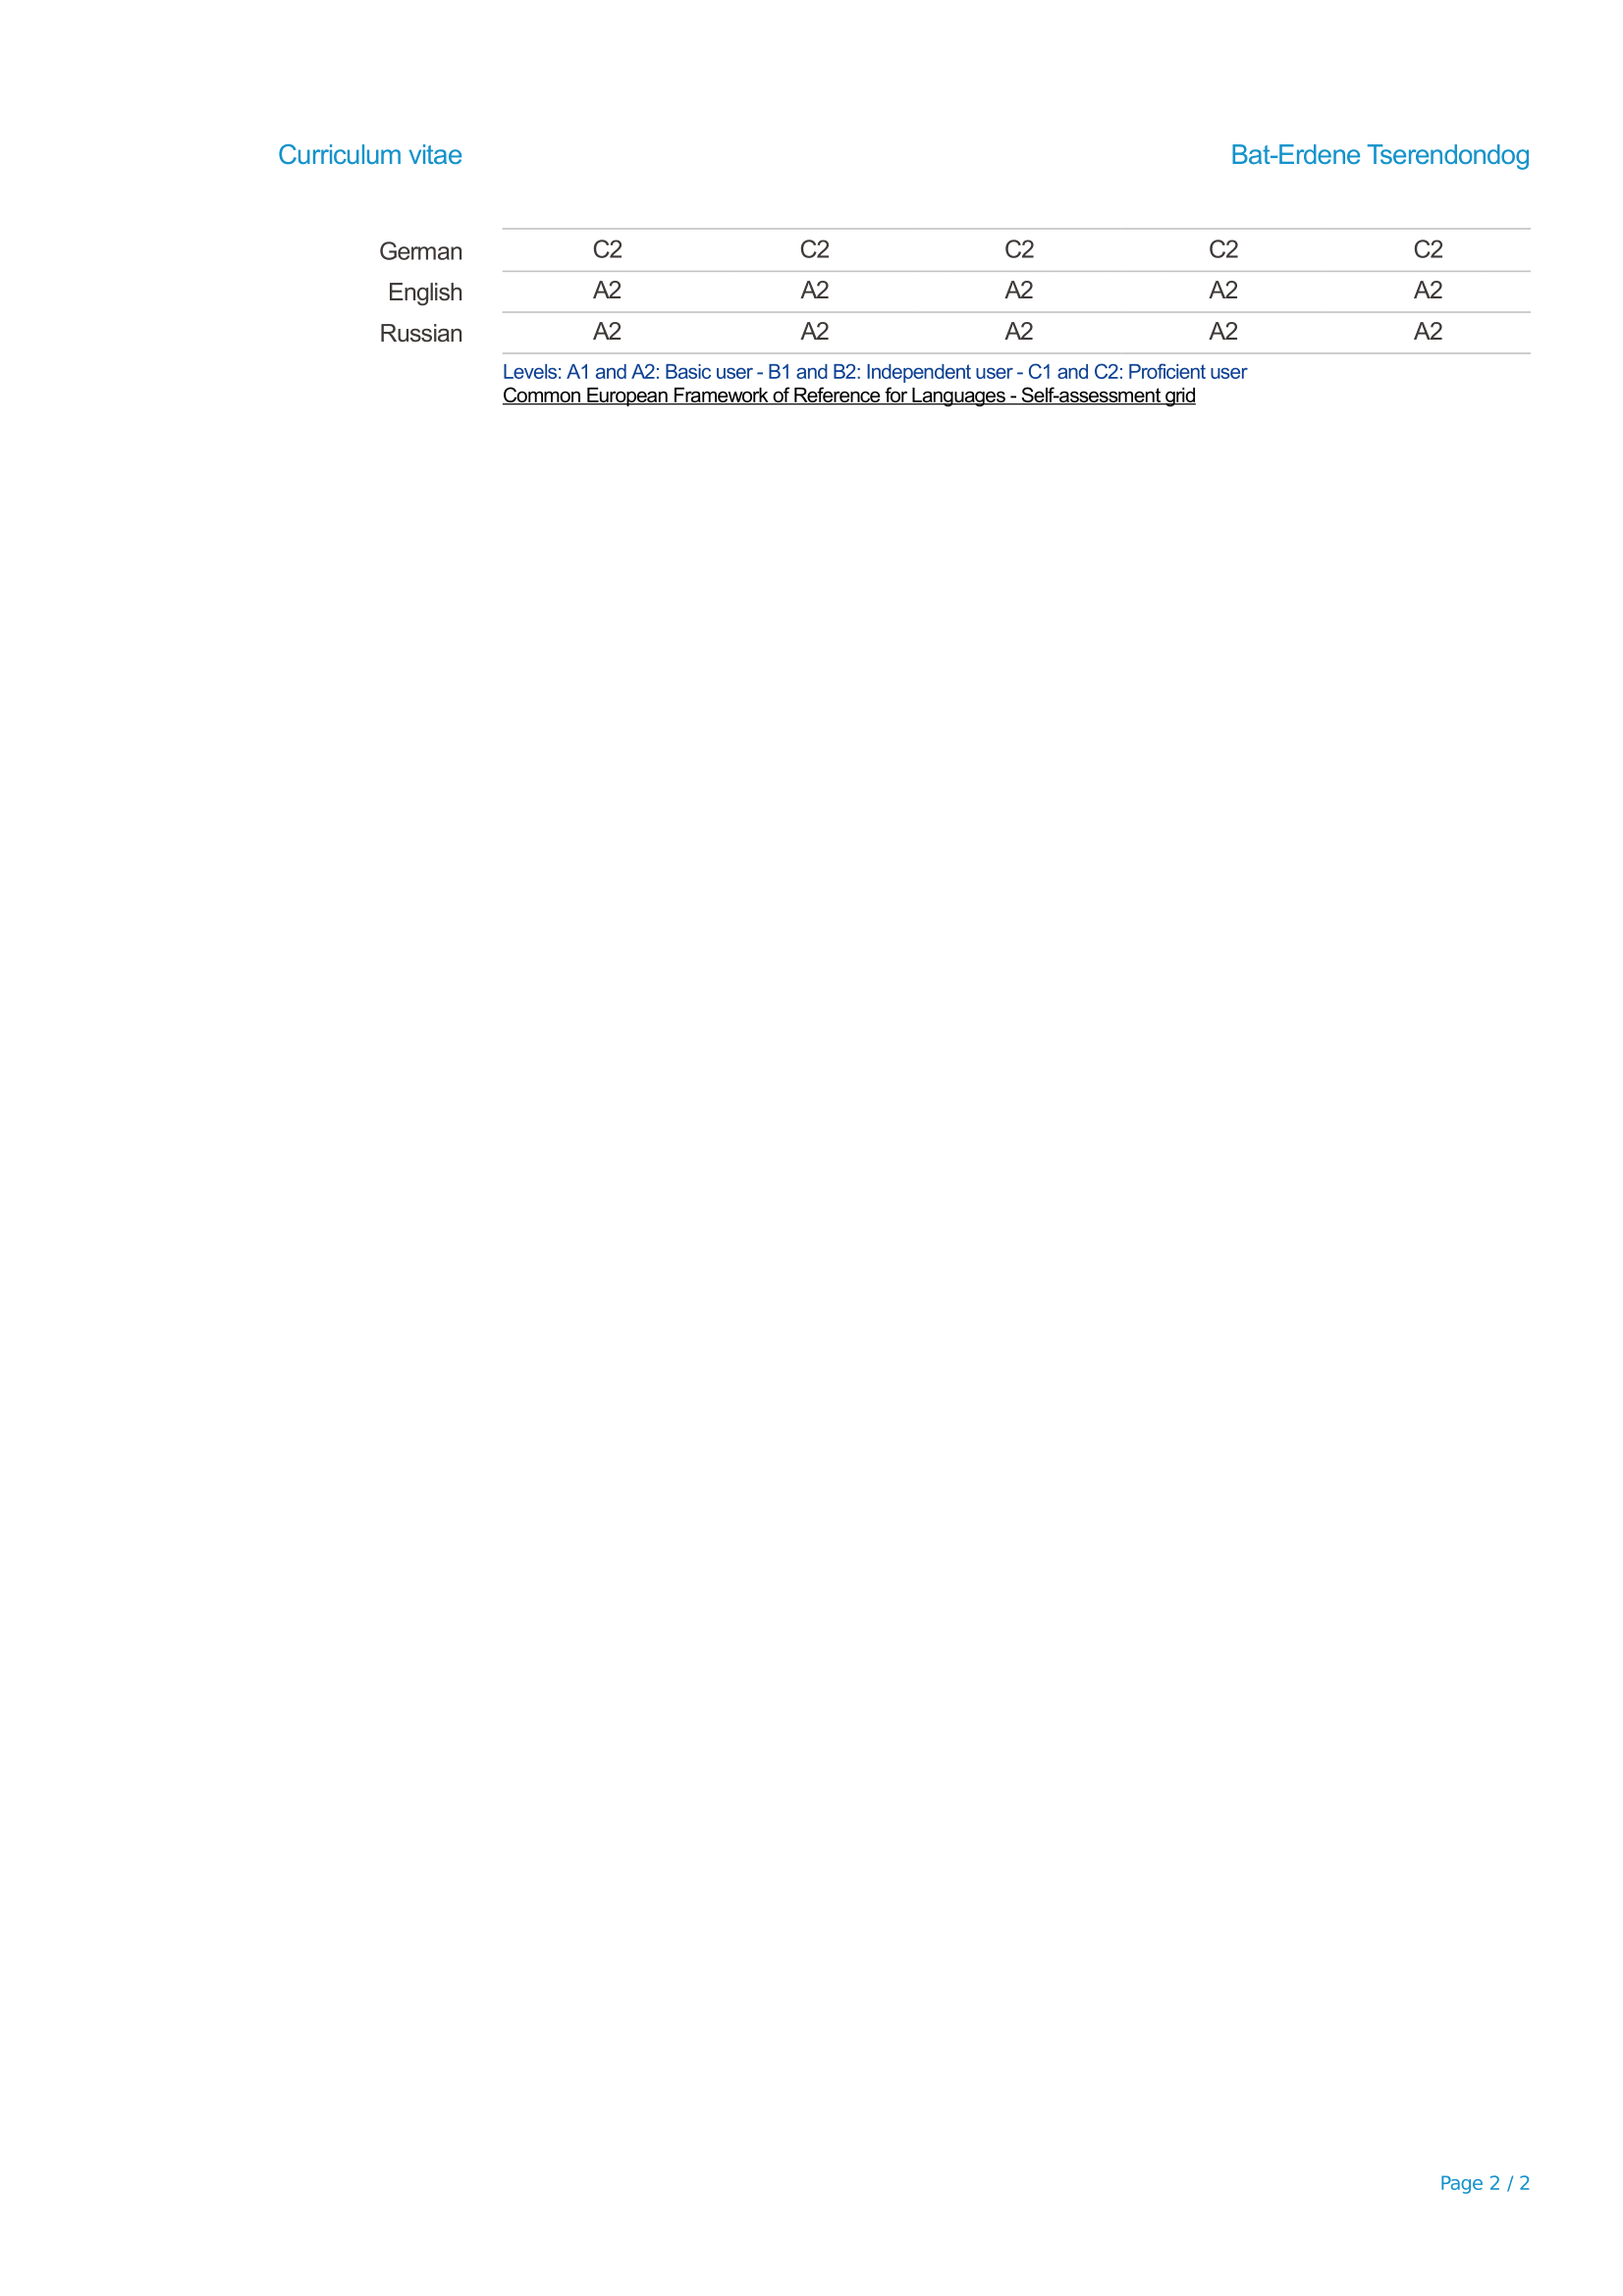 Curriculum vitae Bat-Erdene Tserendondog
German C2 C2 C2 C2 C2
English A2 A2 A2 A2 A2
Russian A2 A2 A2 A2 A2
Levels: A1 and A2: Basic user - B1 and B2: Independent user - C1 and C2: Proficient user
Common European Framework of Reference for Languages - Self-assessment grid
Page 2 / 2